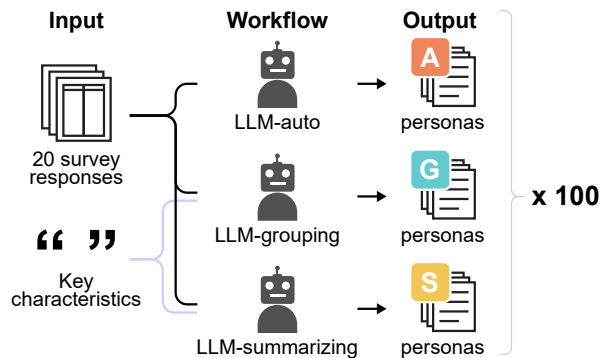 Input
Workflow
Output
20 survey
responses
“ ”
Key
characteristics
LLM-auto
A
personas
LLM-grouping
G
personas
LLM-summarizing
S
personas
x 100